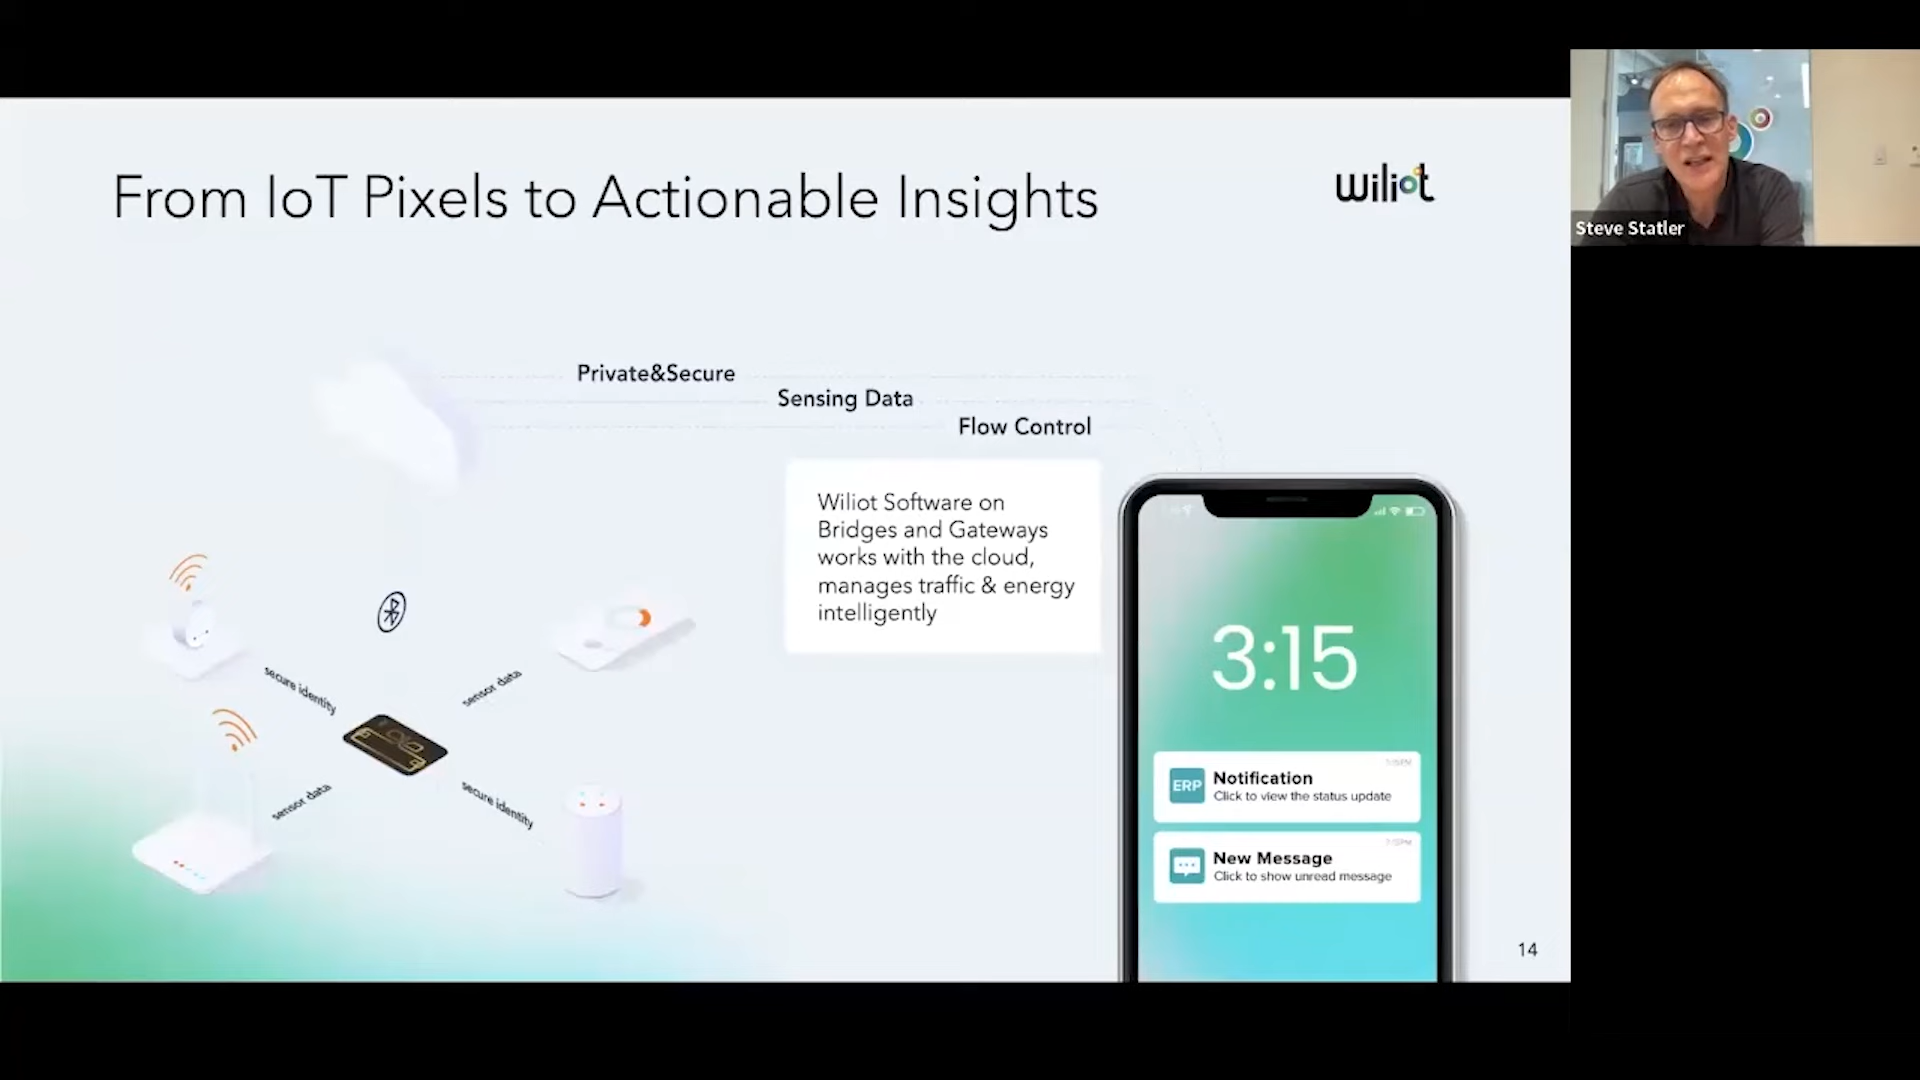 From IoT Pixels to Actionable Insights
wiliot
Steve Statler
Private&Secure
Sensing Data
Flow Control
Wiliot Software on
Bridges and Gateways
works with the cloud,
manages traffic & energy
intelligently
secure identity
sensor data
sensor data
secure identity
3:15
ERP
Notification
Click to view the status update
New Message
Click to show unread message
14